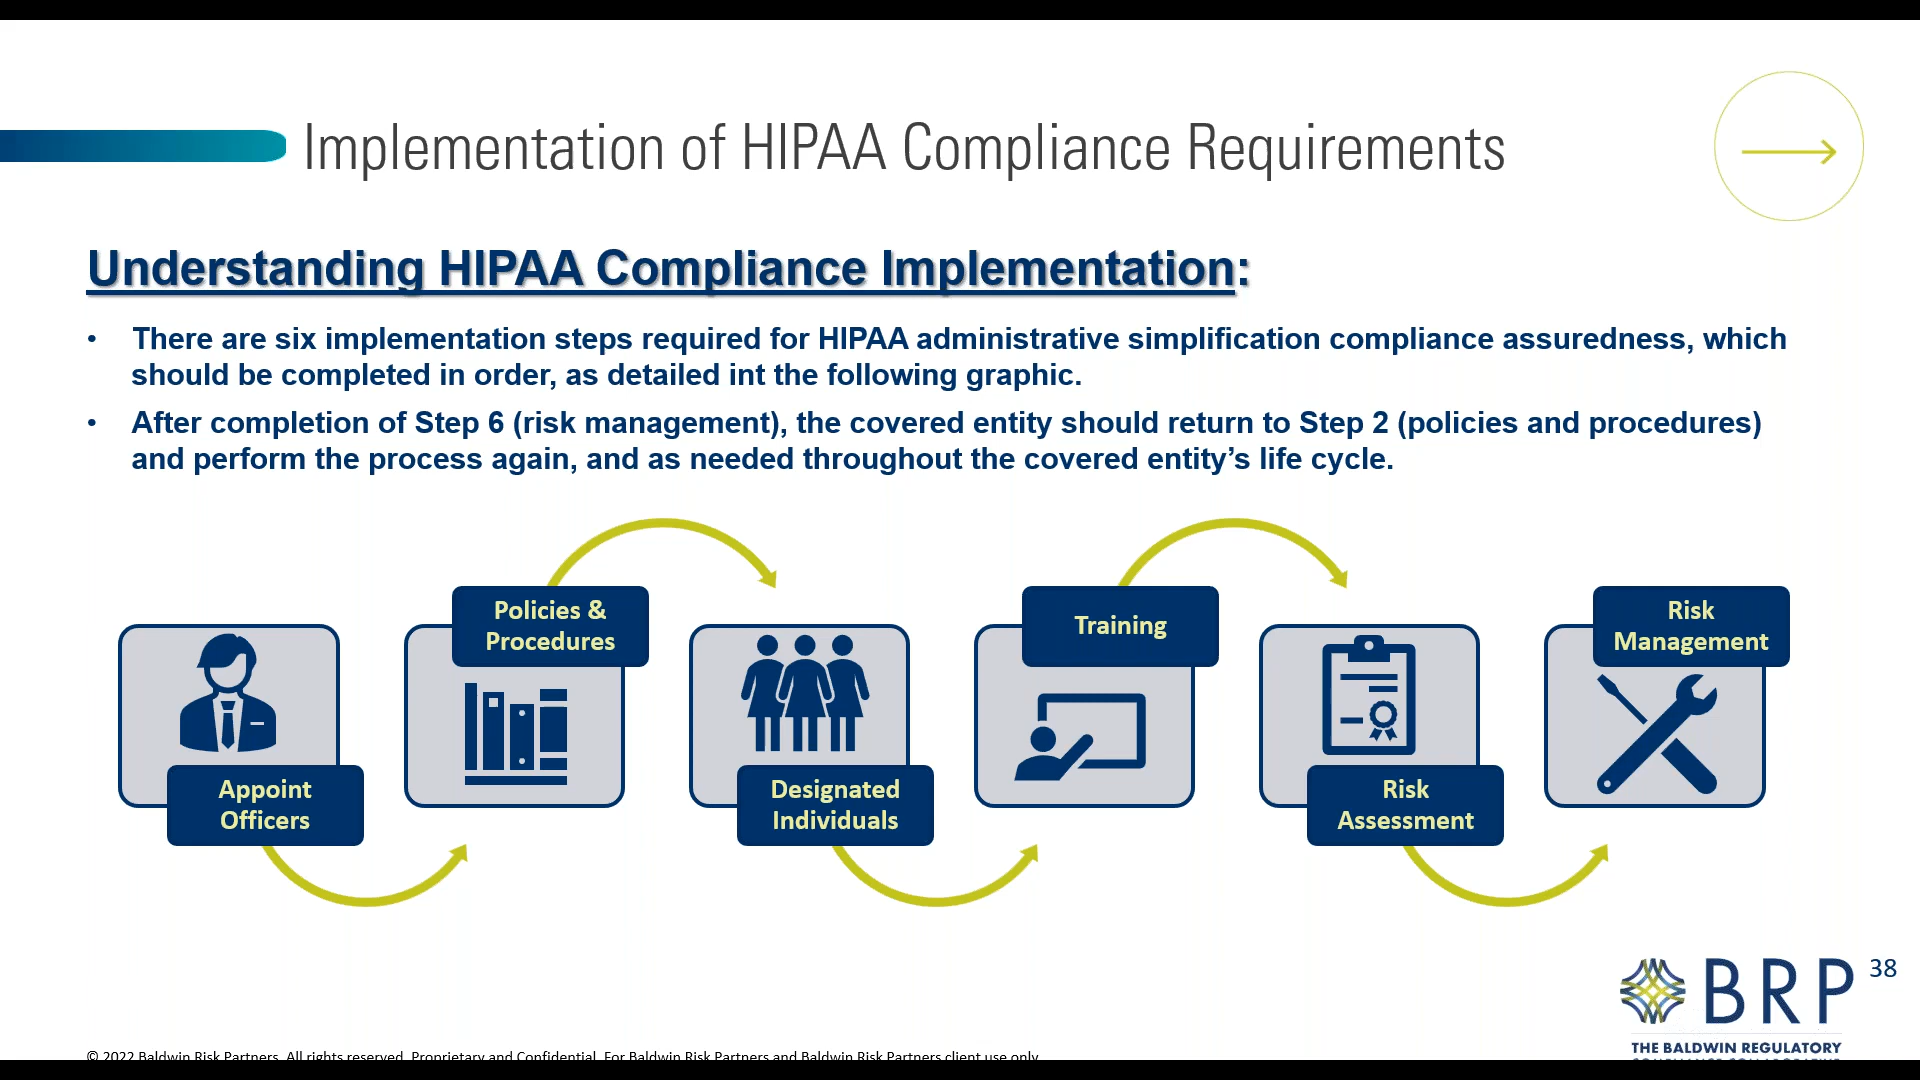 Implementation of HIPAA Compliance Requirements
Understanding HIPAA Compliance Implementation:
• There are six implementation steps required for HIPAA administrative simplification compliance assuredness, which
should be completed in order, as detailed int the following graphic.
• After completion of Step 6 (risk management), the covered entity should return to Step 2 (policies and procedures)
and perform the process again, and as needed throughout the covered entity’s life cycle.
Appoint
Officers
Policies &
Procedures
Designated
Individuals
Training
Risk
Assessment
Risk
Management
BRP
38
THE BALDWIN REGULATORY
© 2022 Baldwin Risk Partners. All rights reserved. Proprietary and Confidential. For Baldwin Risk Partners and Baldwin Risk Partners client use only.